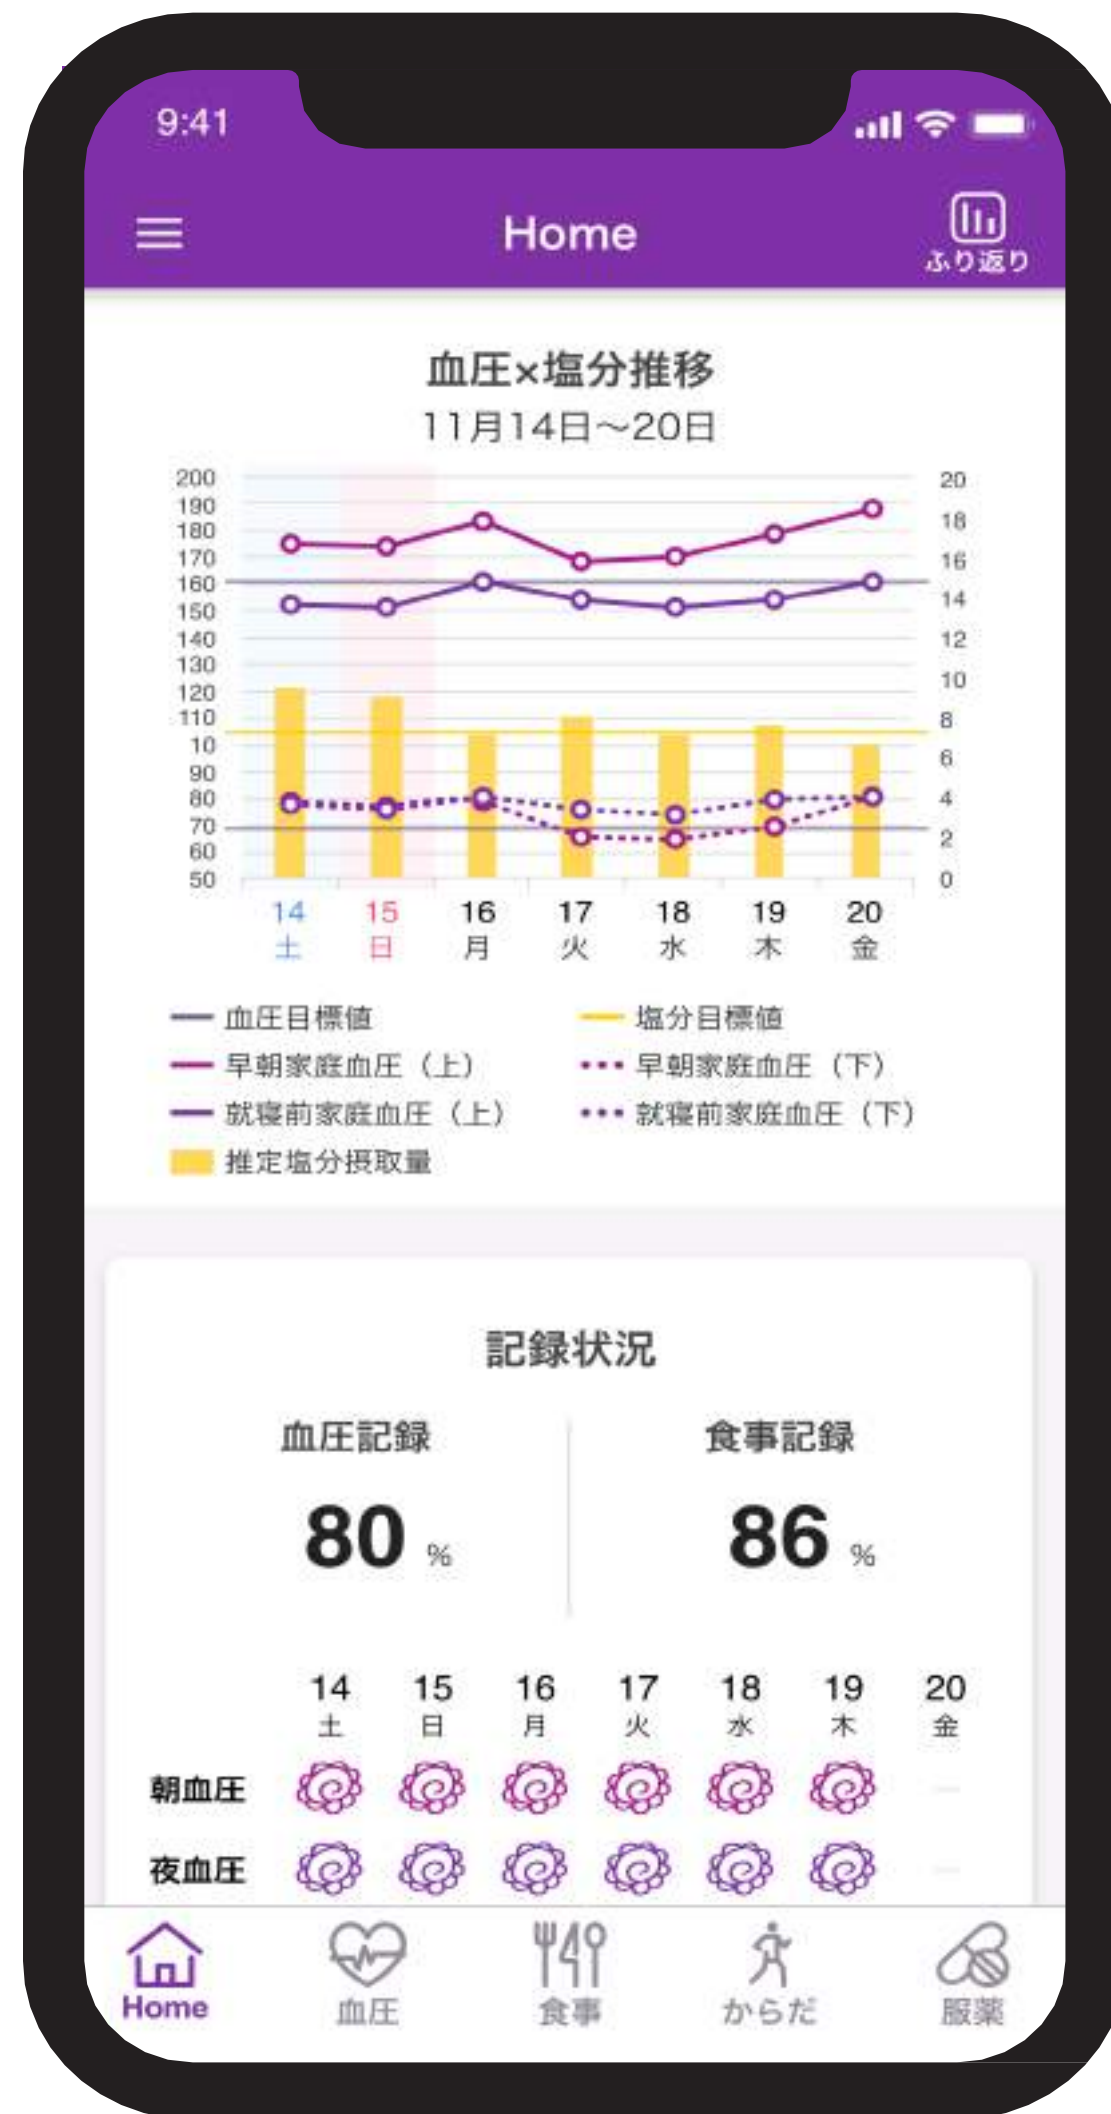 9:41
Home
ふり返り
血圧×塩分推移
11月14日〜20日
200 20
190
180 18
170
160 16
150 14
140 12
130
120 10
110 8
10
90 6
80 4
70 2
60
50 0
14 15 16 17 18 19 20
土 日 月 火 水 木 金
血圧目標値 塩分目標値
早朝家庭血圧（上） 早朝家庭血圧（下）
就寝前家庭血圧（上） 就寝前家庭血圧（下）
推定塩分摂取量
記録状況
血圧記録 食事記録
80 % 86 %
14 15 16 17 18 19 20
土 日 月 火 水 木 金
朝血圧
夜血圧
Home 血圧 食事 からだ 服薬